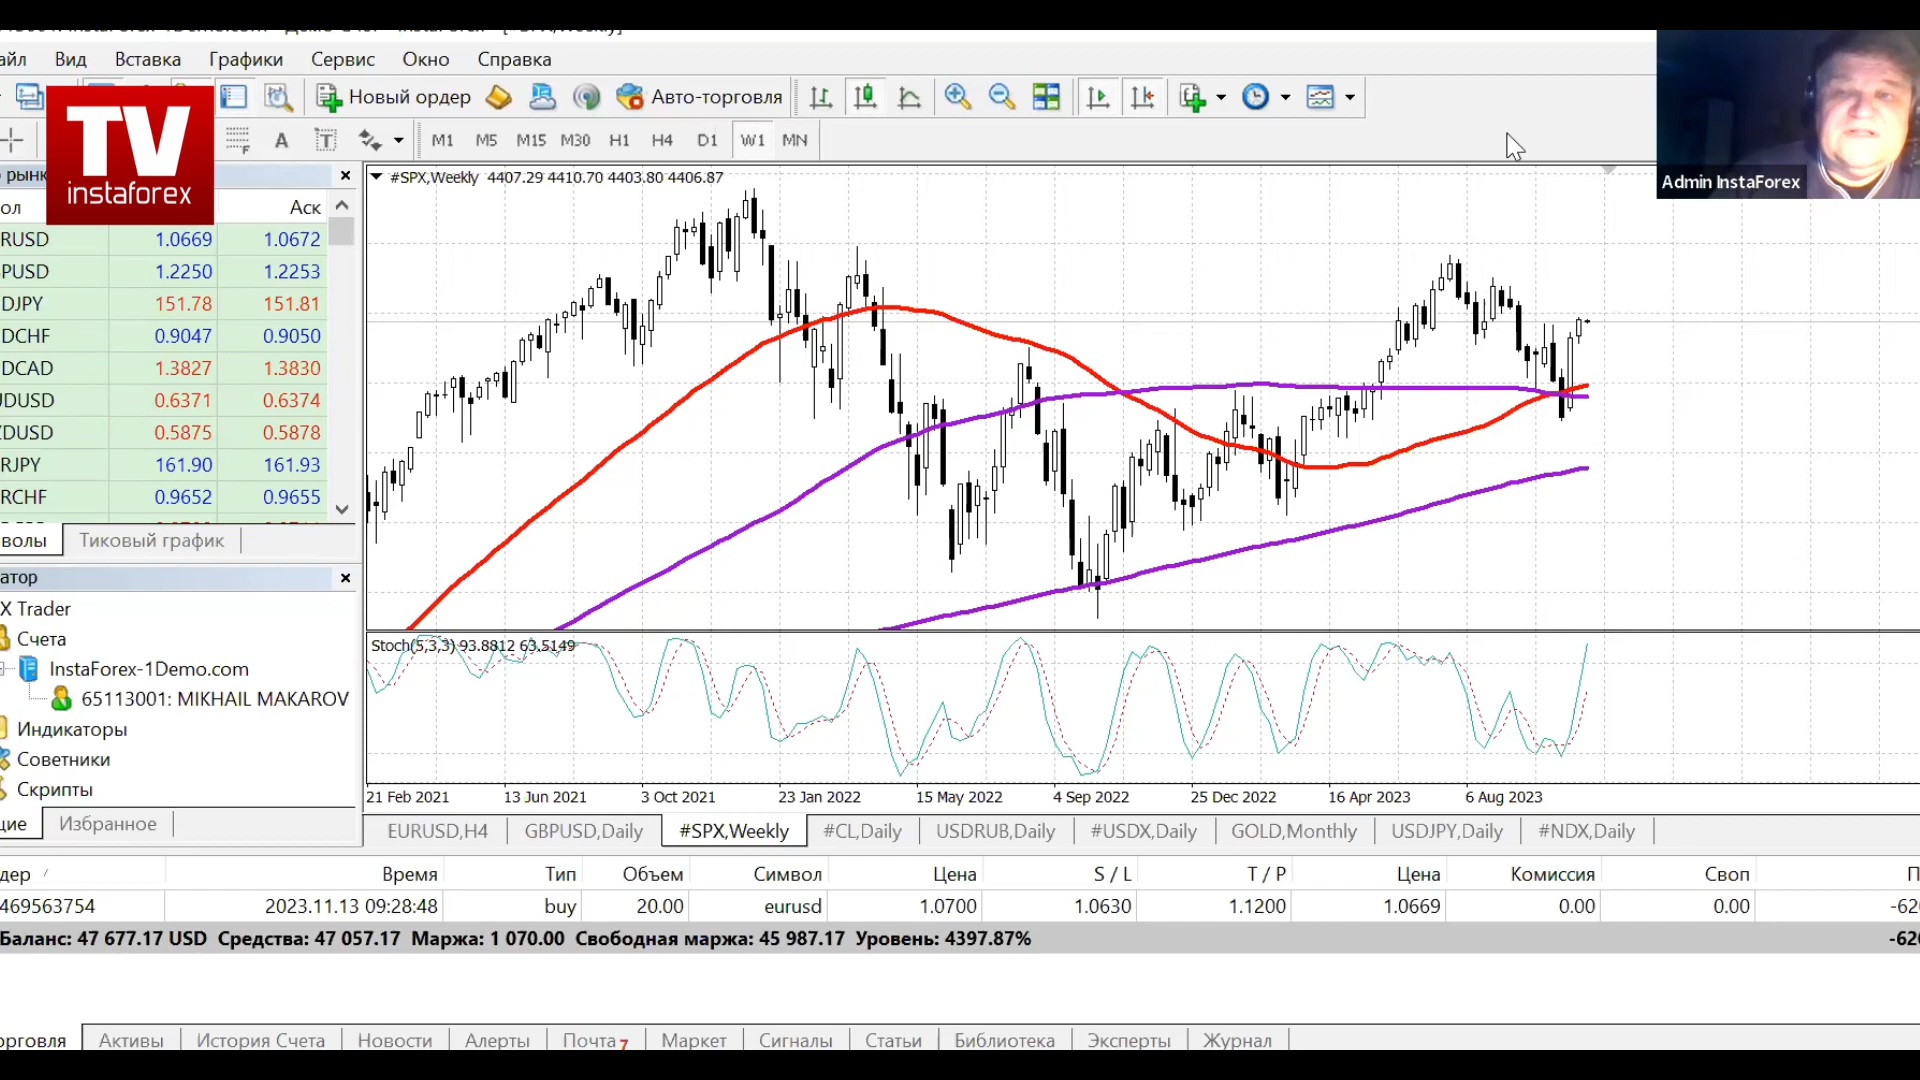 айл Вид Вставка Графики Сервис Окно Справка
Новый ордер Авто-торговля
A T M1 M5 M15 M30 H1 H4 D1 W1 MN
TV
instaforex
Admin InstaForex
рынк
ол Аск
RUSD 1.0669 1.0672
PUSD 1.2250 1.2253
DJPY 151.78 151.81
DCHF 0.9047 0.9050
DCAD 1.3827 1.3830
UDUSD 0.6371 0.6374
ZDUSD 0.5875 0.5878
RJPY 161.90 161.93
RCHF 0.9652 0.9655
волы Тиковый график
атор
X Trader
Счета
InstaForex-1Demo.com
65113001: MIKHAIL MAKAROV
Индикаторы
Советники
Скрипты
щие Избранное
#SPX,Weekly 4407.29 4410.70 4403.80 4406.87
Stoch(5,3,3) 93.8812 63.5149
21 Feb 2021 13 Jun 2021 3 Oct 2021 23 Jan 2022 15 May 2022 4 Sep 2022 25 Dec 2022 16 Apr 2023 6 Aug 2023
EURUSD,H4 GBPUSD,Daily #SPX,Weekly #CL,Daily USDRUB,Daily #USDX,Daily GOLD,Monthly USDJPY,Daily #NDX,Daily
дер / Время Тип Объем Символ Цена S / L T / P Цена Комиссия Своп П
469563754 2023.11.13 09:28:48 buy 20.00 eurusd 1.0700 1.0630 1.1200 1.0669 0.00 0.00 -620
Баланс: 47 677.17 USD Средства: 47 057.17 Маржа: 1 070.00 Свободная маржа: 45 987.17 Уровень: 4397.87% -620
орговля Активы История Счета Новости Алерты Почта 7 Маркет Сигналы Статьи Библиотека Эксперты Журнал